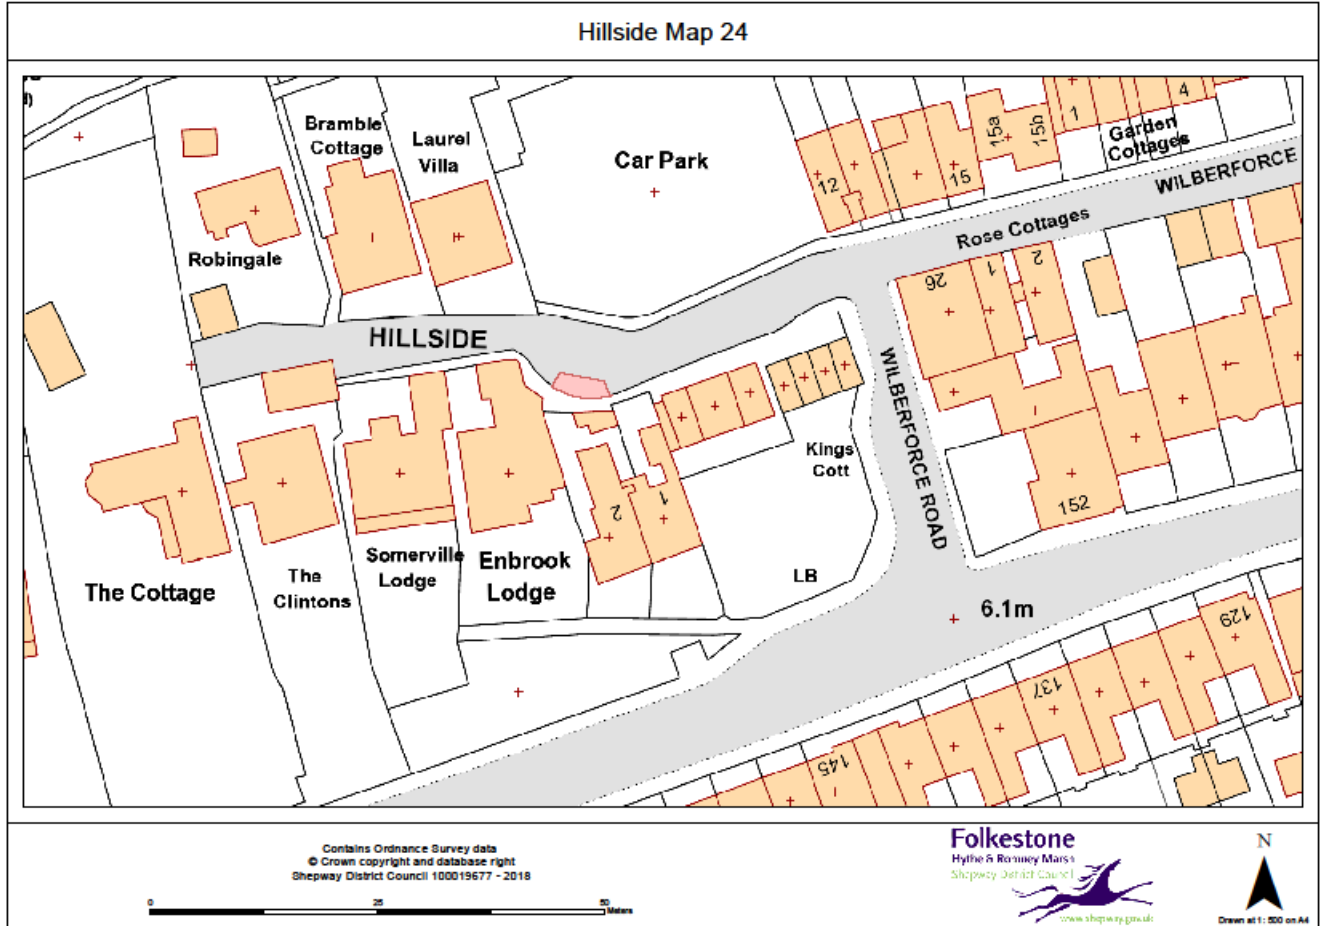 Hillside Map 24
Bramble
Cottage
Laurel
Villa
Car Park
Robingale
12
15
15a
15b
1
4
Garden
Cottages
WILBERFORCE
Rose Cottages
HILLSIDE
26
1
2
WILBERFORCE ROAD
Kings
Cott
152
2
1
The Cottage
The
Clintons
Somerville
Lodge
Enbrook
Lodge
LB
6.1m
129
137
145
Contains Ordnance Survey data
© Crown copyright and database right
Shepway District Council 100019677 - 2018
0 25 50 Meters
Folkestone
Hythe & Romney Marsh
Shepway District Council
www.shepway.gov.uk
N
Drawn at 1: 500 on A4